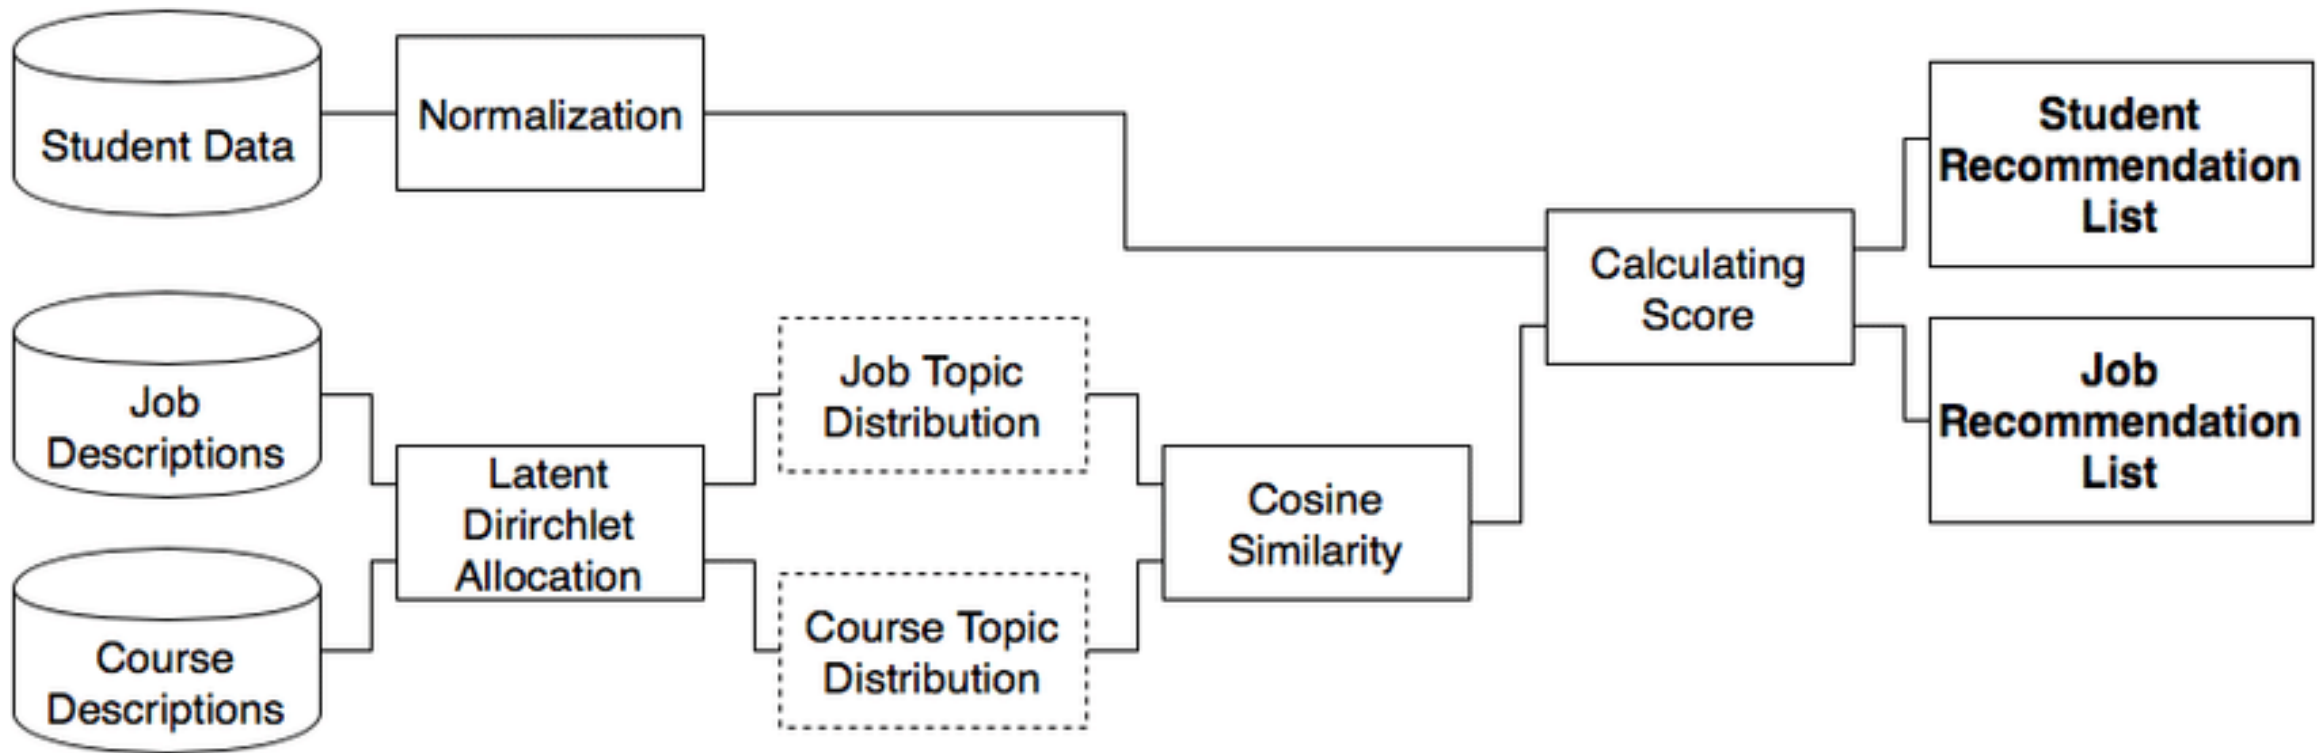 Student Data
Normalization
Student
Recommendation
List
Calculating
Score
Job
Descriptions
Job Topic
Distribution
Job
Recommendation
List
Latent
Dirirchlet
Allocation
Cosine
Similarity
Course
Descriptions
Course Topic
Distribution